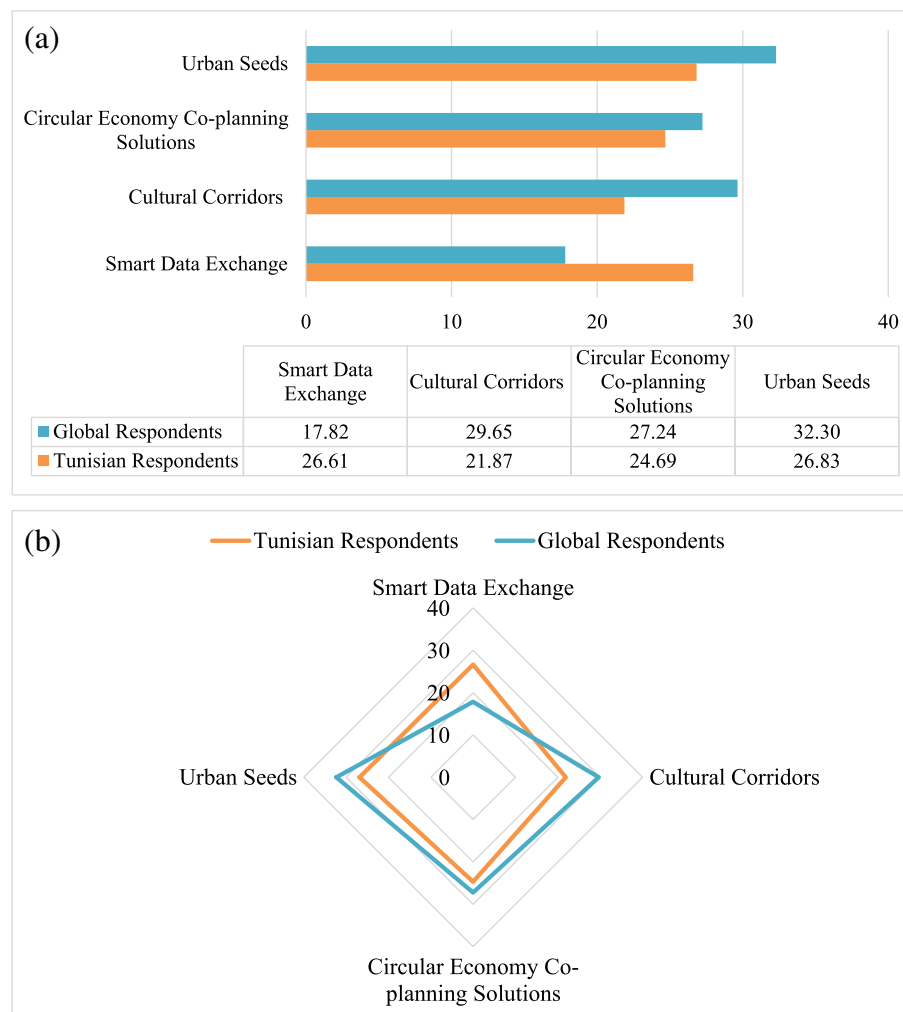 (a)
Urban Seeds
Circular Economy Co-planning
Solutions
Cultural Corridors
Smart Data Exchange
0 10 20 30 40
Smart Data
Exchange
Cultural Corridors
Circular Economy
Co-planning
Solutions
Urban Seeds
Global Respondents 17.82 29.65 27.24 32.30
Tunisian Respondents 26.61 21.87 24.69 26.83
(b)
Tunisian Respondents Global Respondents
Smart Data Exchange
40
30
20
10
Urban Seeds 0 Cultural Corridors
Circular Economy Co-
planning Solutions